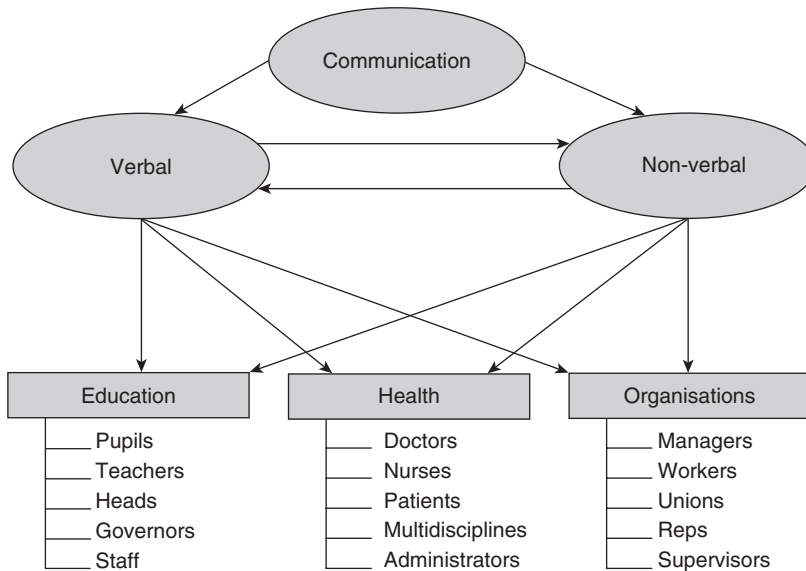 Communication
Verbal
Non-verbal
Education
Pupils
Teachers
Heads
Governors
Staff
Health
Doctors
Nurses
Patients
Multidisciplines
Administrators
Organisations
Managers
Workers
Unions
Reps
Supervisors